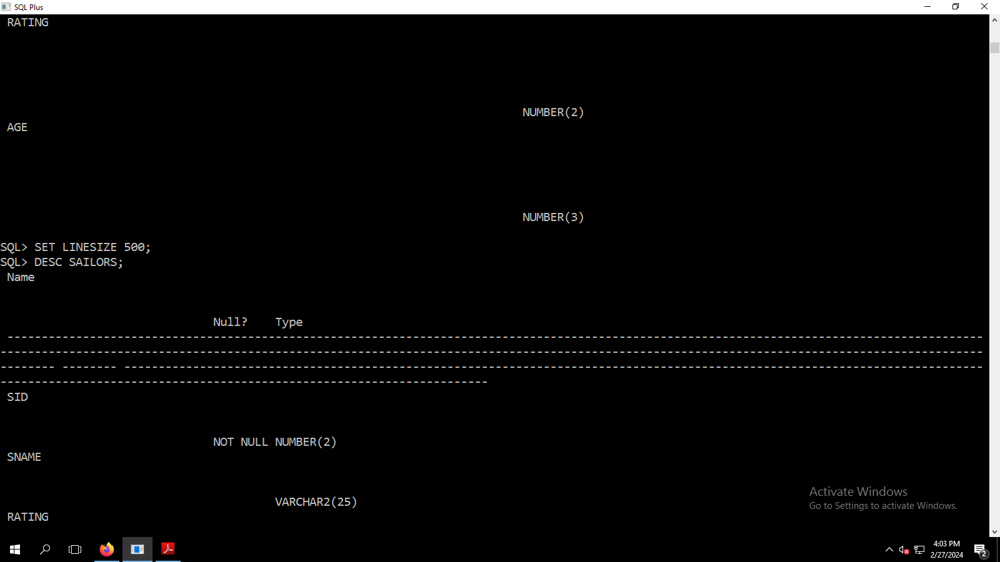 SQL Plus
RATING
NUMBER(2)
AGE
NUMBER(3)
SQL> SET LINESIZE 500;
SQL> DESC SAILORS;
Name
Null? Type
----------------------------------------------------------------------------------------------------------------------------------------------
-----------------------------------------------------------------------------------------------------------------------------------------------
-------- -------- -----------------------------------------------------------------------------------------------------------------------------
-----------------------------------------------------------------------
SID
NOT NULL NUMBER(2)
SNAME
VARCHAR2(25)
RATING
Activate Windows
Go to Settings to activate Windows.
4:03 PM
2/27/2024
2